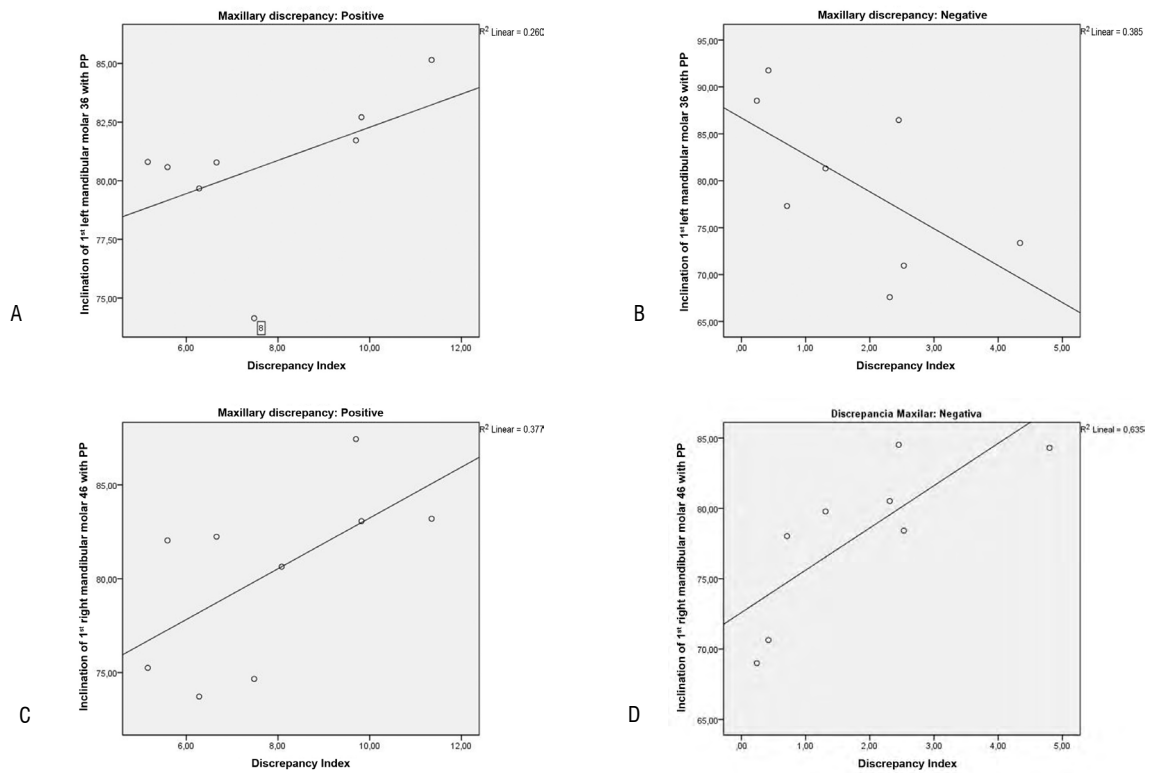 Maxillary discrepancy: Positive
R² Linear = 0.260
Inclination of 1st left mandibular molar 36 with PP
85,00
82,50
80,00
77,50
75,00
8
6,00 8,00 10,00 12,00
Discrepancy Index
A
Maxillary discrepancy: Negative
R² Linear = 0.385
Inclination of 1st left mandibular molar 36 with PP
95,00
90,00
85,00
80,00
75,00
70,00
65,00
,00 1,00 2,00 3,00 4,00 5,00
Discrepancy Index
B
Maxillary discrepancy: Positive
R² Linear = 0.377
Inclination of 1st right mandibular molar 46 with PP
85,00
80,00
75,00
6,00 8,00 10,00 12,00
Discrepancy Index
C
Discrepancia Maxilar: Negativa
R² Lineal = 0,635
Inclination of 1st right mandibular molar 46 with PP
85,00
80,00
75,00
70,00
65,00
,00 1,00 2,00 3,00 4,00 5,00
Discrepancy Index
D